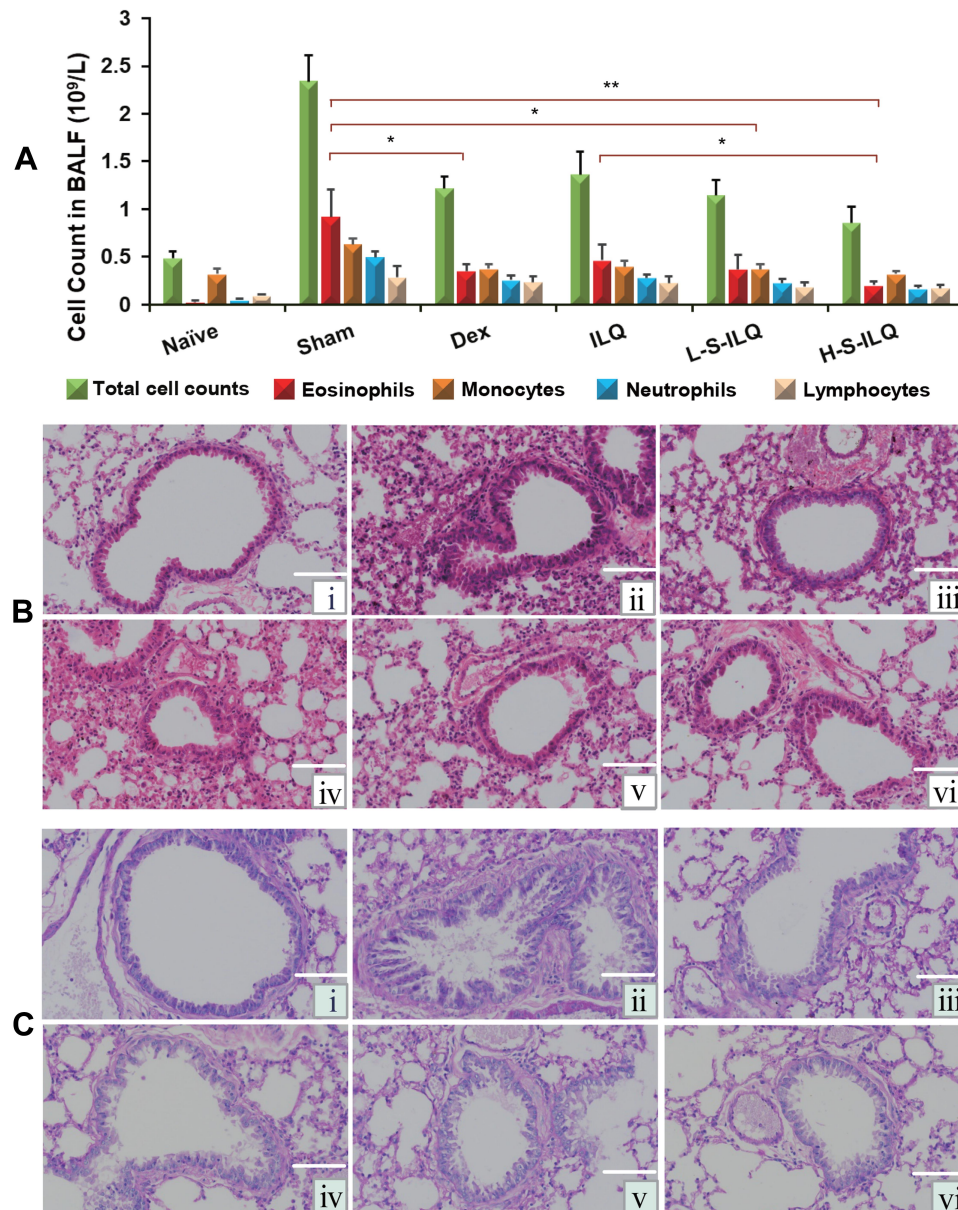 A
Cell Count in BALF (10⁹/L)
3
2.5
2
1.5
1
0.5
0
**
*
*
*
Naïve
Sham
Dex
ILQ
L-S-ILQ
H-S-ILQ
Total cell counts
Eosinophils
Monocytes
Neutrophils
Lymphocytes
B
i
ii
iii
iv
v
vi
C
i
ii
iii
iv
v
vi